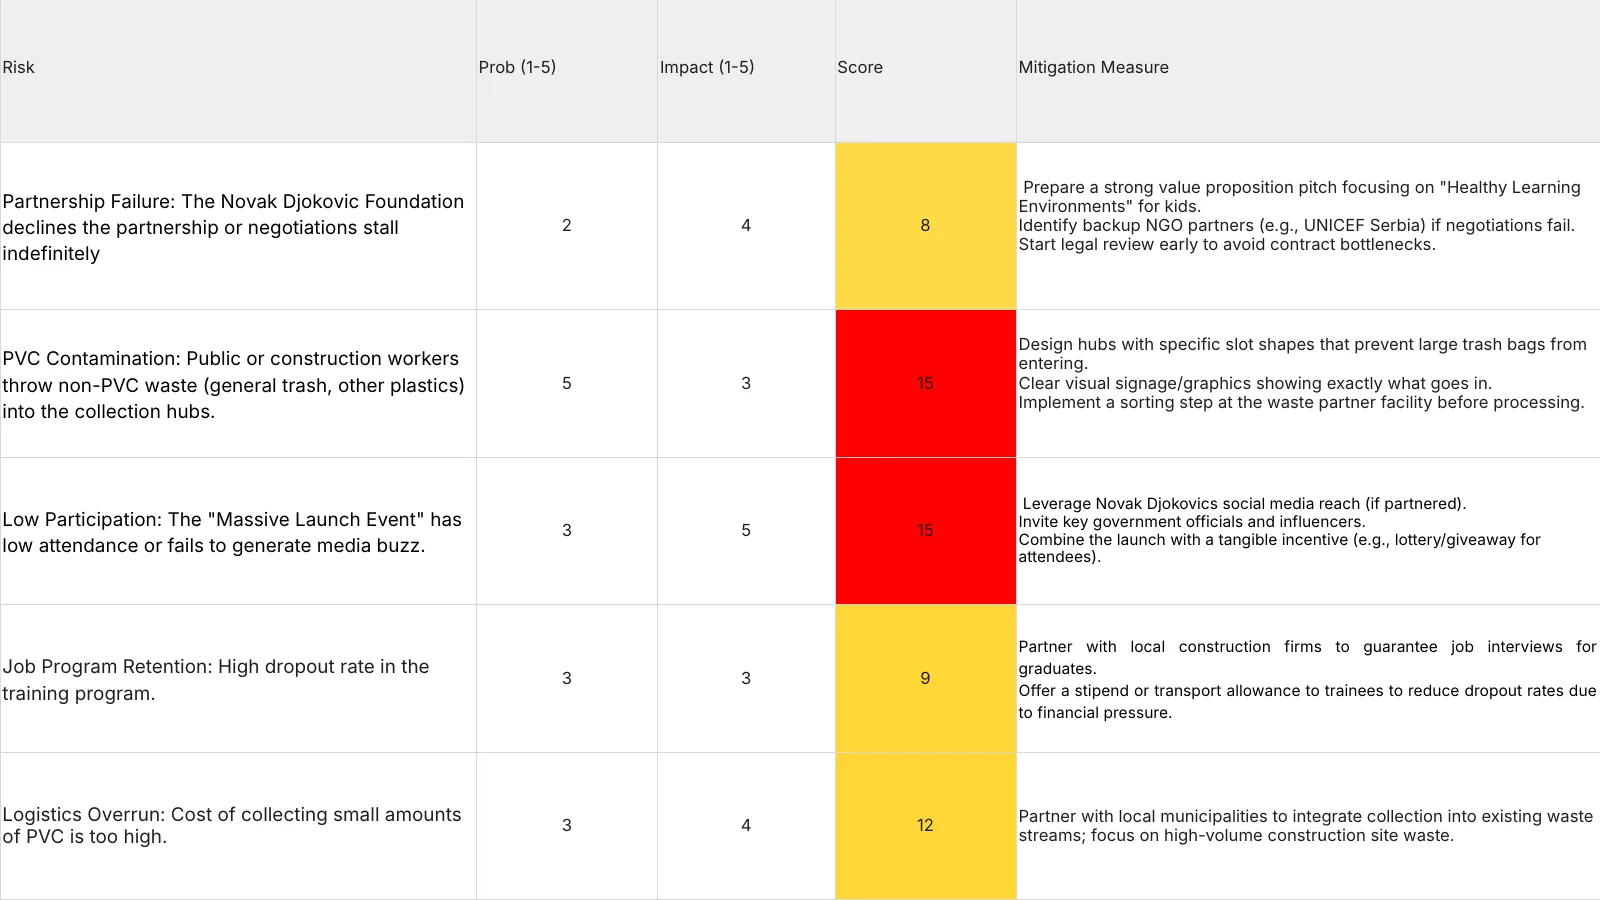 Risk
Prob (1-5)
Impact (1-5)
Score
Mitigation Measure
Partnership Failure: The Novak Djokovic Foundation
declines the partnership or negotiations stall
indefinitely
2
4
8
Prepare a strong value proposition pitch focusing on "Healthy Learning
Environments" for kids.
Identify backup NGO partners (e.g., UNICEF Serbia) if negotiations fail.
Start legal review early to avoid contract bottlenecks.
PVC Contamination: Public or construction workers
throw non-PVC waste (general trash, other plastics)
into the collection hubs.
5
3
15
Design hubs with specific slot shapes that prevent large trash bags from
entering.
Clear visual signage/graphics showing exactly what goes in.
Implement a sorting step at the waste partner facility before processing.
Low Participation: The "Massive Launch Event" has
low attendance or fails to generate media buzz.
3
5
15
Leverage Novak Djokovics social media reach (if partnered).
Invite key government officials and influencers.
Combine the launch with a tangible incentive (e.g., lottery/giveaway for
attendees).
Job Program Retention: High dropout rate in the
training program.
3
3
9
Partner with local construction firms to guarantee job interviews for
graduates.
Offer a stipend or transport allowance to trainees to reduce dropout rates due
to financial pressure.
Logistics Overrun: Cost of collecting small amounts
of PVC is too high.
3
4
12
Partner with local municipalities to integrate collection into existing waste
streams; focus on high-volume construction site waste.